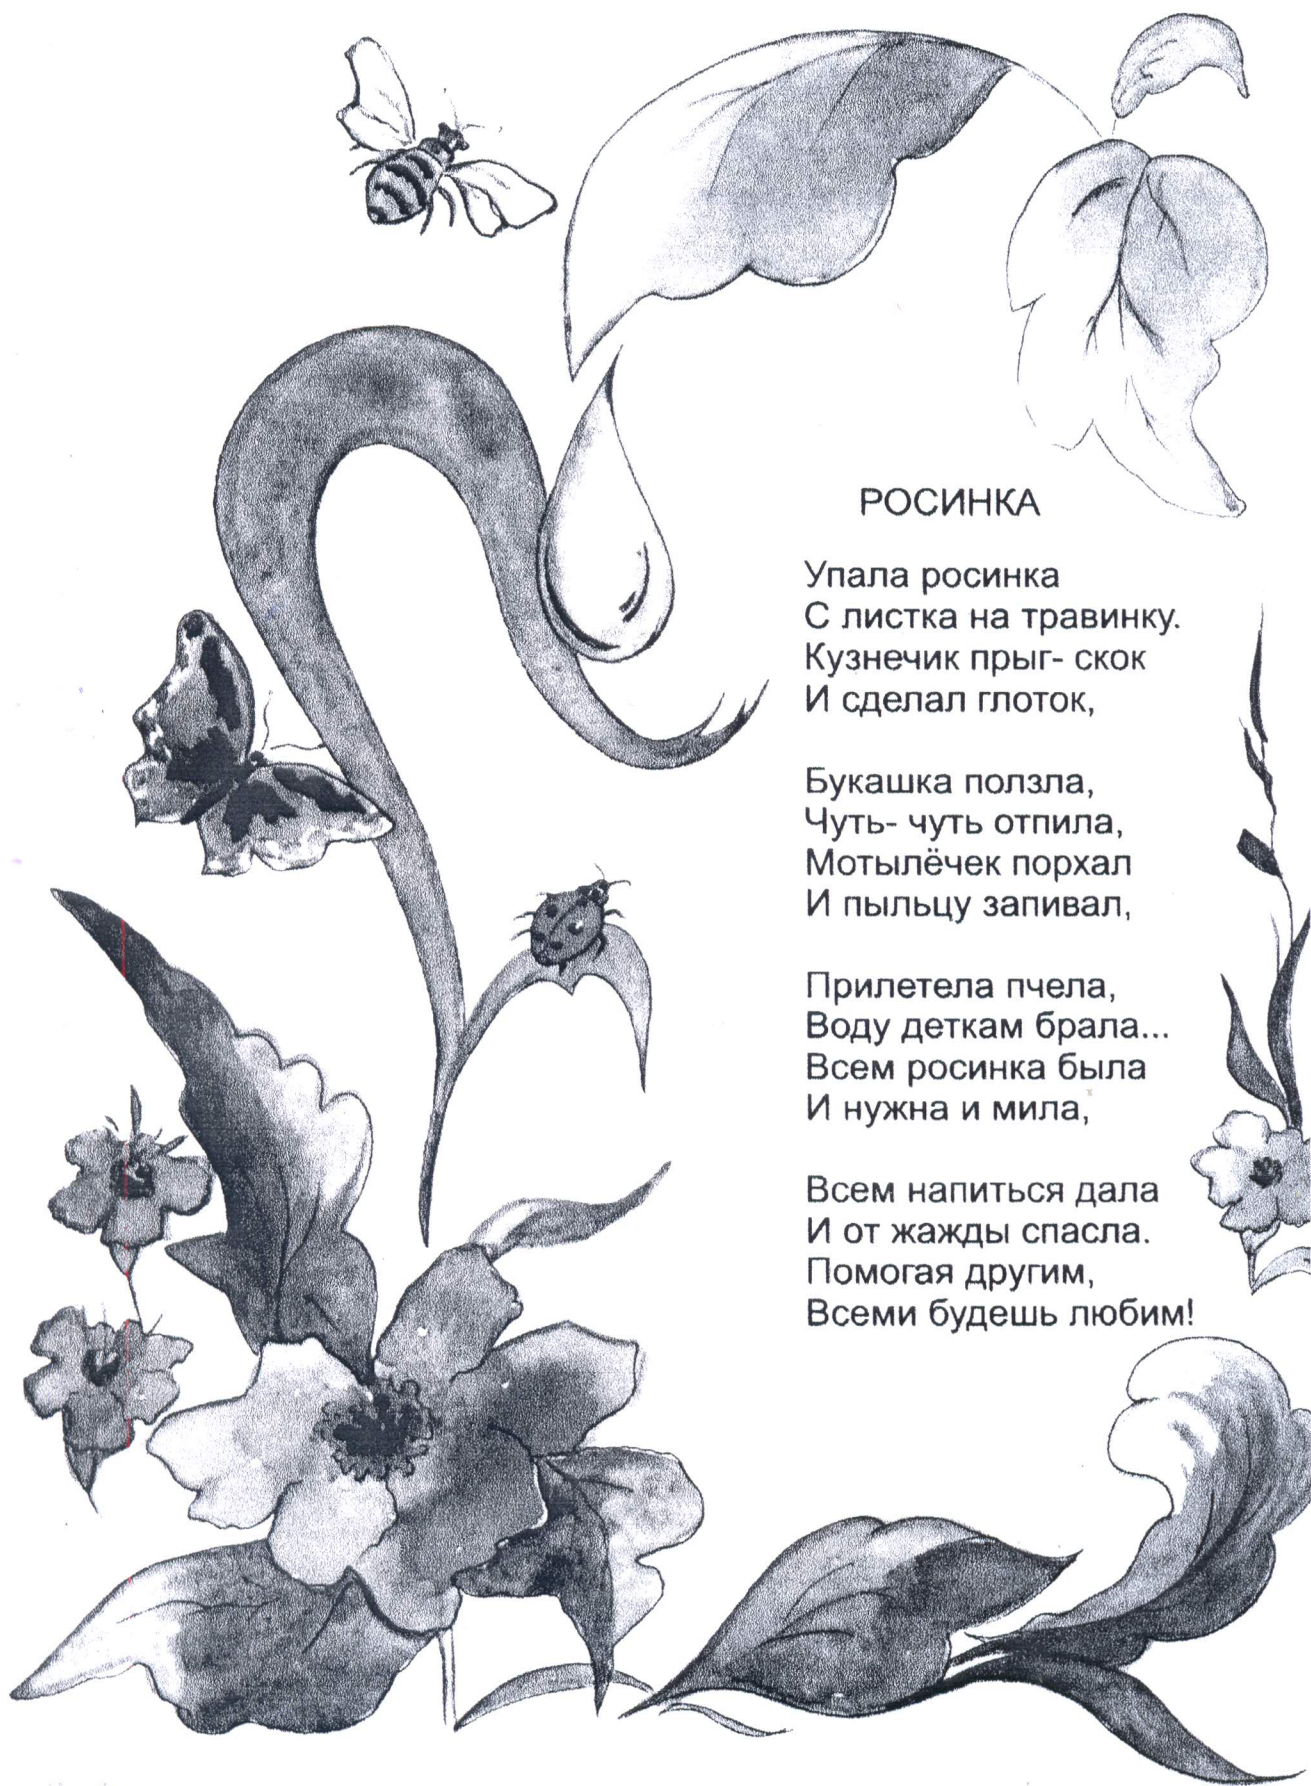 РОСИНКА
Упала росинка
С листка на травинку.
Кузнечик прыг- скок
И сделал глоток,
Букашка ползла,
Чуть- чуть отпила,
Мотылёчек порхал
И пыльцу запивал,
Прилетела пчела,
Воду деткам брала...
Всем росинка была
И нужна и мила,
Всем напиться дала
И от жажды спасла.
Помогая другим,
Всеми будешь любим!